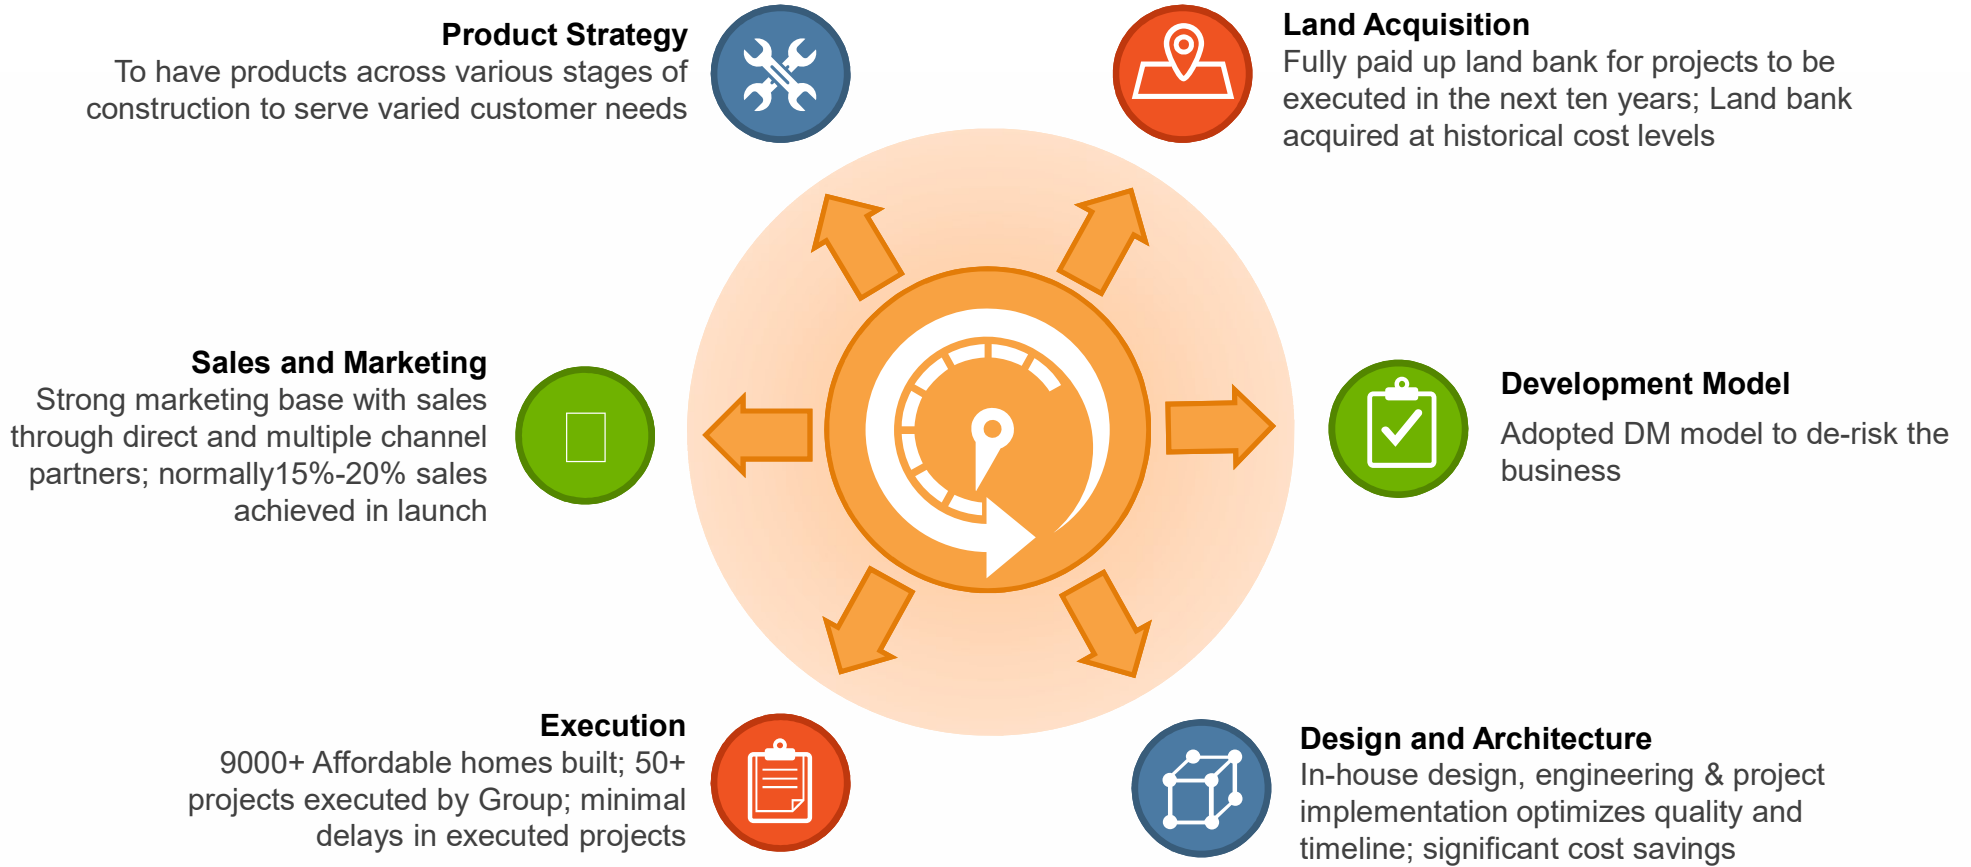 Product Strategy
To have products across various stages of
construction to serve varied customer needs
Land Acquisition
Fully paid up land bank for projects to be
executed in the next ten years; Land bank
acquired at historical cost levels
Sales and Marketing
Strong marketing base with sales
through direct and multiple channel
partners; normally15%-20% sales
achieved in launch
Development Model
Adopted DM model to de-risk the
business
Execution
9000+ Affordable homes built; 50+
projects executed by Group; minimal
delays in executed projects
Design and Architecture
In-house design, engineering & project
implementation optimizes quality and
timeline; significant cost savings